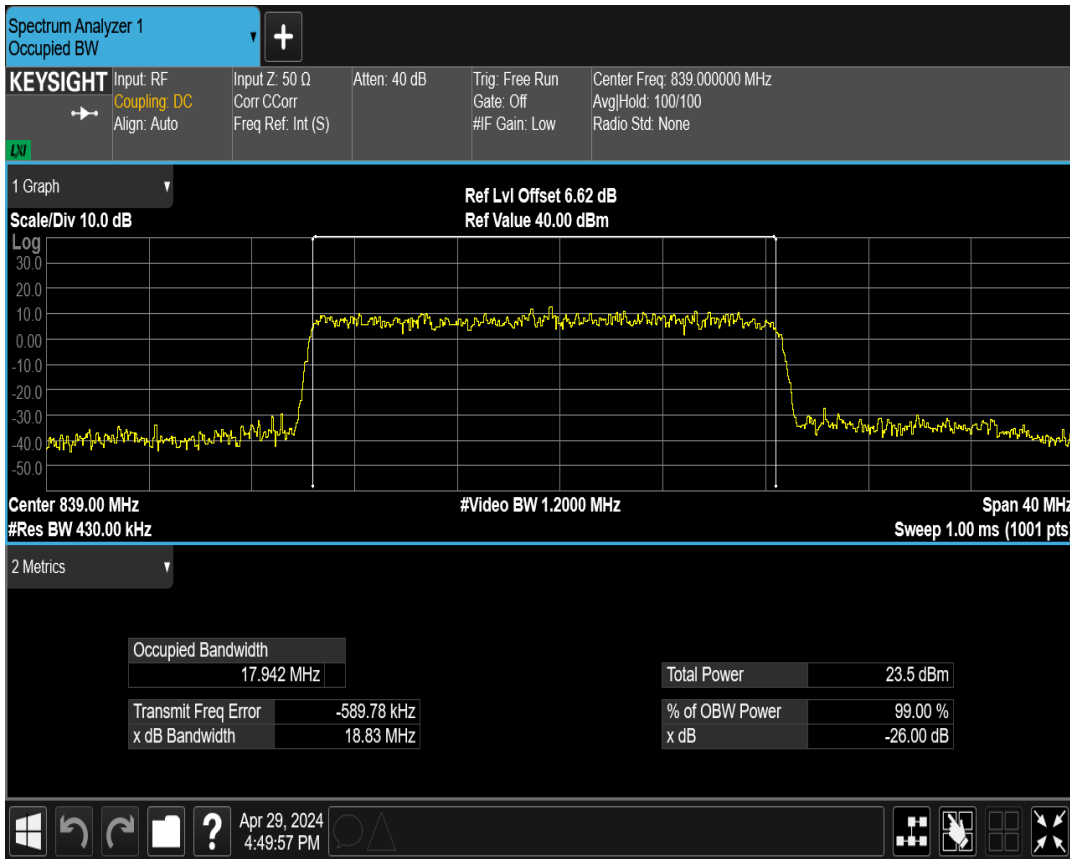 Spectrum Analyzer 1
Occupied BW
KEYSIGHT
LXI
Input: RF
Coupling: DC
Align: Auto
Input Z: 50 Ω
Corr CCorr
Freq Ref: Int (S)
Atten: 40 dB
Trig: Free Run
Gate: Off
#IF Gain: Low
Center Freq: 839.000000 MHz
Avg|Hold: 100/100
Radio Std: None
1 Graph
Scale/Div 10.0 dB
Ref Lvl Offset 6.62 dB
Ref Value 40.00 dBm
Log
30.0
20.0
10.0
0.00
-10.0
-20.0
-30.0
-40.0
-50.0
Center 839.00 MHz
#Res BW 430.00 kHz
#Video BW 1.2000 MHz
Span 40 MHz
Sweep 1.00 ms (1001 pts)
2 Metrics
Occupied Bandwidth
17.942 MHz
Transmit Freq Error -589.78 kHz
x dB Bandwidth 18.83 MHz
Total Power 23.5 dBm
% of OBW Power 99.00 %
x dB -26.00 dB
?
Apr 29, 2024
4:49:57 PM